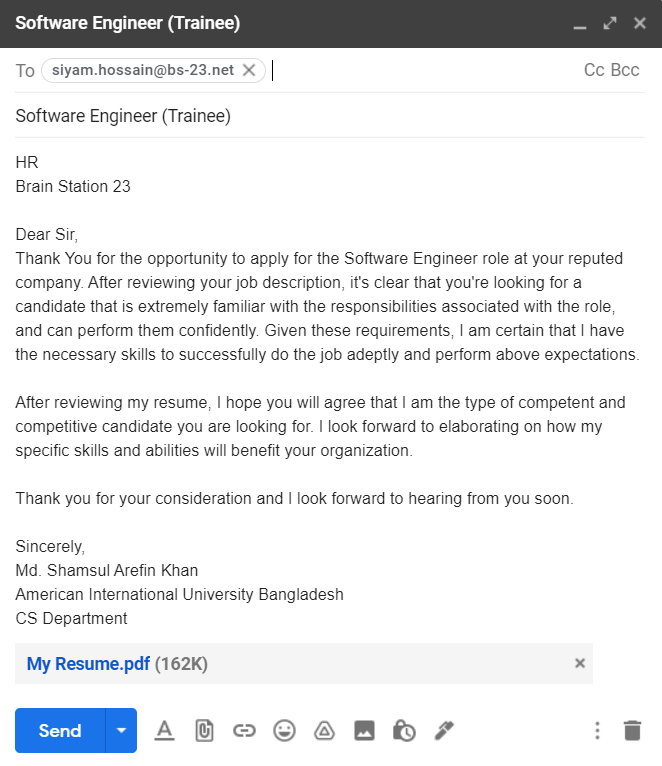 Software Engineer (Trainee)
To siyam.hossain@bs-23.net Cc Bcc
Software Engineer (Trainee)
HR
Brain Station 23
Dear Sir,
Thank You for the opportunity to apply for the Software Engineer role at your reputed
company. After reviewing your job description, it's clear that you're looking for a
candidate that is extremely familiar with the responsibilities associated with the role,
and can perform them confidently. Given these requirements, I am certain that I have
the necessary skills to successfully do the job adeptly and perform above expectations.
After reviewing my resume, I hope you will agree that I am the type of competent and
competitive candidate you are looking for. I look forward to elaborating on how my
specific skills and abilities will benefit your organization.
Thank you for your consideration and I look forward to hearing from you soon.
Sincerely,
Md. Shamsul Arefin Khan
American International University Bangladesh
CS Department
My Resume.pdf (162K)
Send